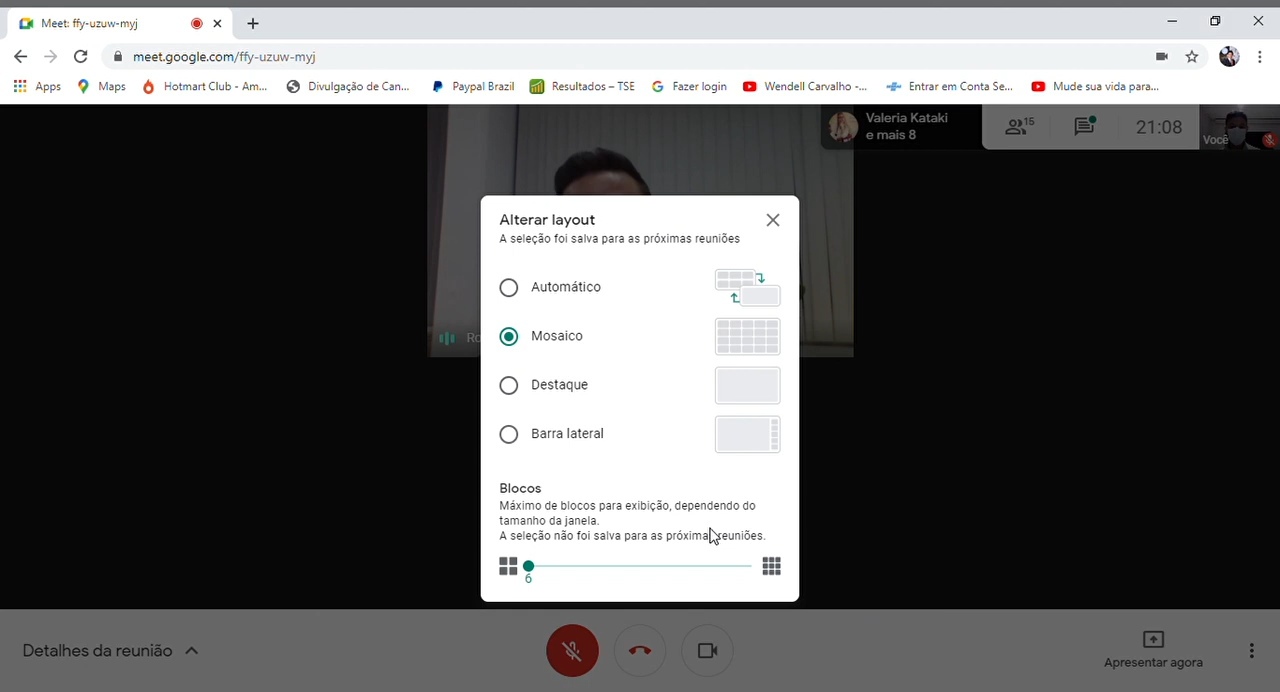 Meet: ffy-uzuw-myj
meet.google.com/ffy-uzuw-myj
Apps
Maps
Hotmart Club - Am...
Divulgação de Can...
Paypal Brazil
Resultados – TSE
Fazer login
Wendell Carvalho -...
Entrar em Conta Se...
Mude sua vida para...
Valeria Kataki
e mais 8
15
21:08
Você
Alterar layout
A seleção foi salva para as próximas reuniões
Automático
Mosaico
Destaque
Barra lateral
Ro
Blocos
Máximo de blocos para exibição, dependendo do
tamanho da janela.
A seleção não foi salva para as próximas reuniões.
6
Detalhes da reunião
Apresentar agora